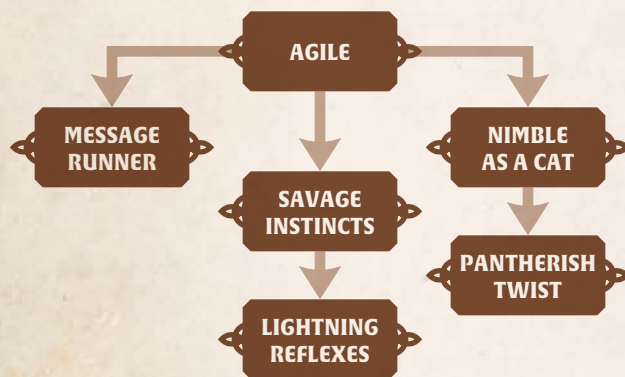 AGILE
MESSAGE
RUNNER
NIMBLE
AS A CAT
SAVAGE
INSTINCTS
PANTHERISH
TWIST
LIGHTNING
REFLEXES